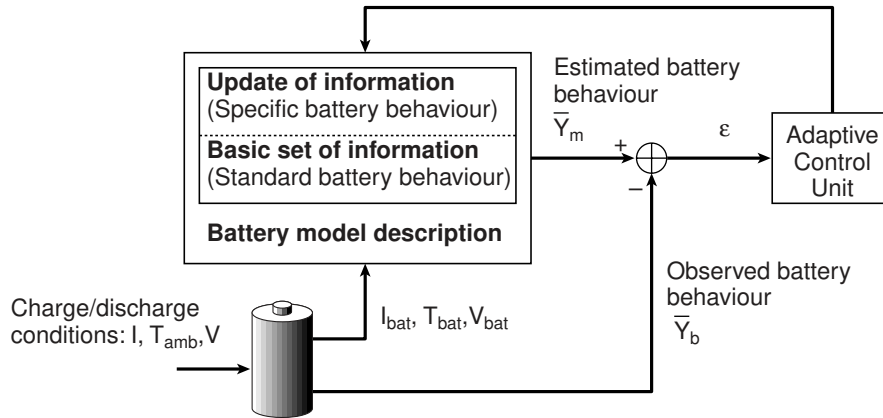 Update of information
(Specific battery behaviour)
Basic set of information
(Standard battery behaviour)
Battery model description
Estimated battery
behaviour
Y̅m
+
−
ε
Adaptive
Control
Unit
Observed battery
behaviour
Y̅b
Charge/discharge
conditions: I, Tamb,V
Ibat, Tbat,Vbat